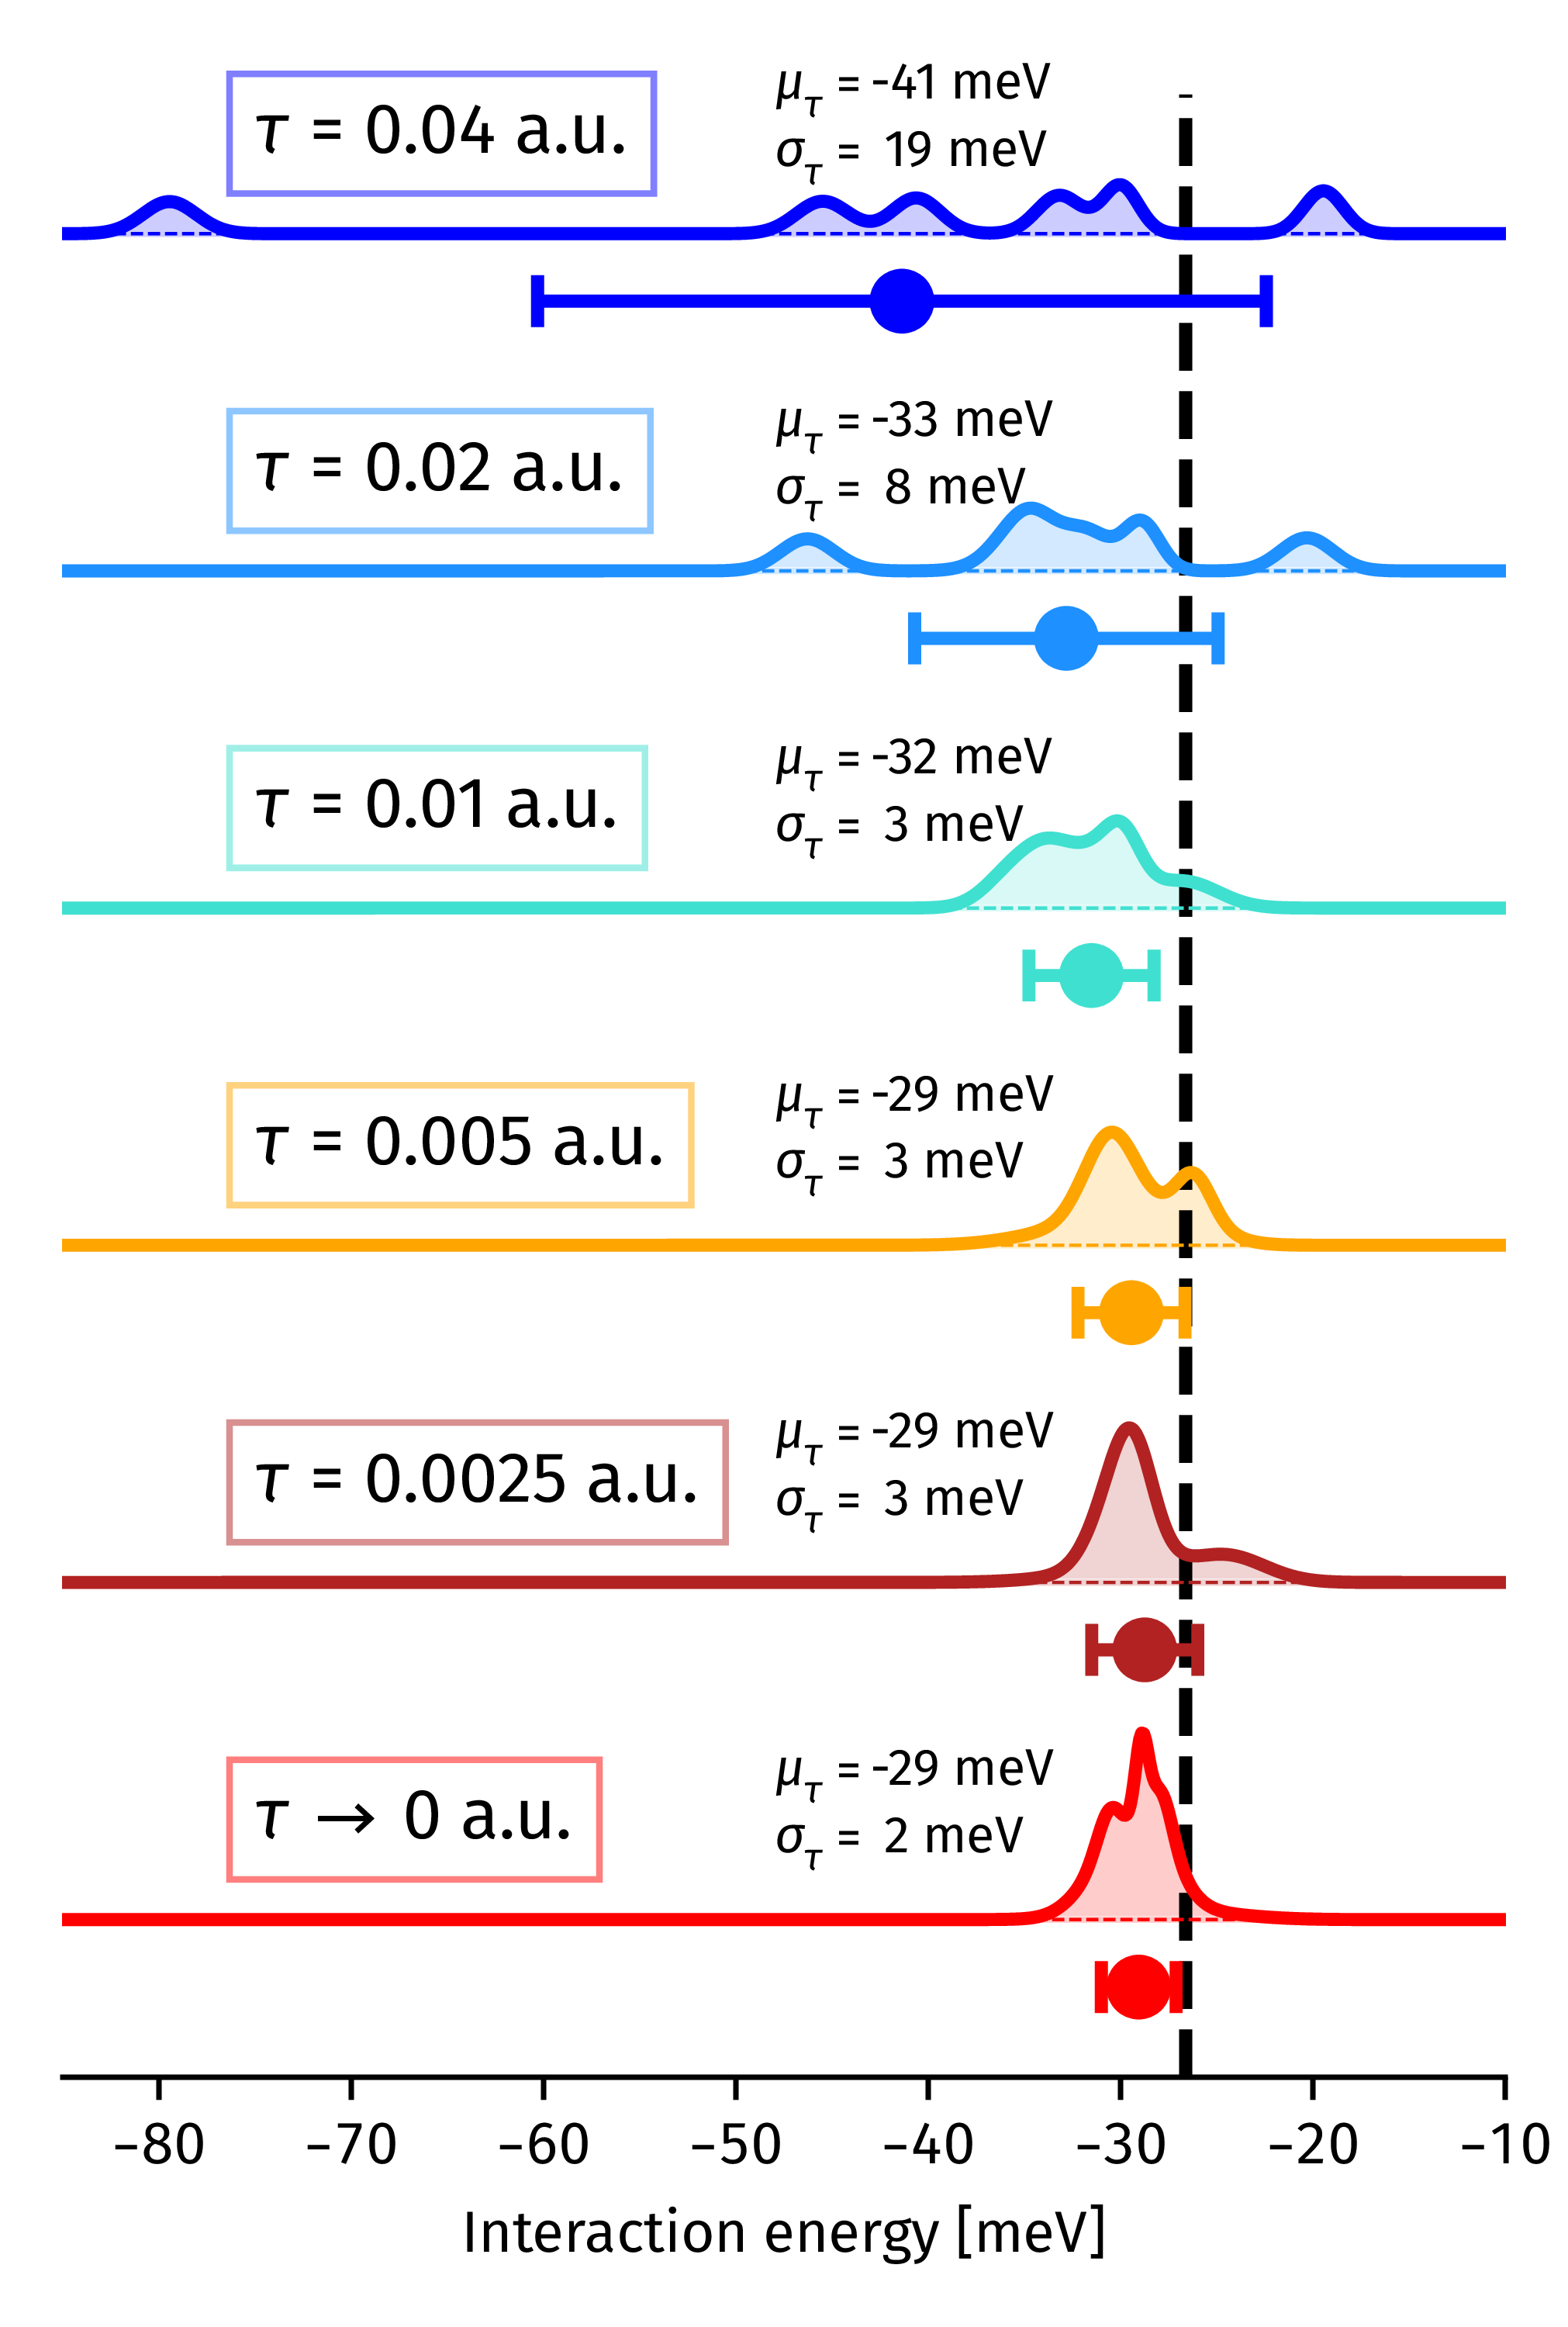 τ = 0.04 a.u.
μτ = -41 meV
στ = 19 meV
τ = 0.02 a.u.
μτ = -33 meV
στ = 8 meV
τ = 0.01 a.u.
μτ = -32 meV
στ = 3 meV
τ = 0.005 a.u.
μτ = -29 meV
στ = 3 meV
τ = 0.0025 a.u.
μτ = -29 meV
στ = 3 meV
τ → 0 a.u.
μτ = -29 meV
στ = 2 meV
−80 −70 −60 −50 −40 −30 −20 −10
Interaction energy [meV]